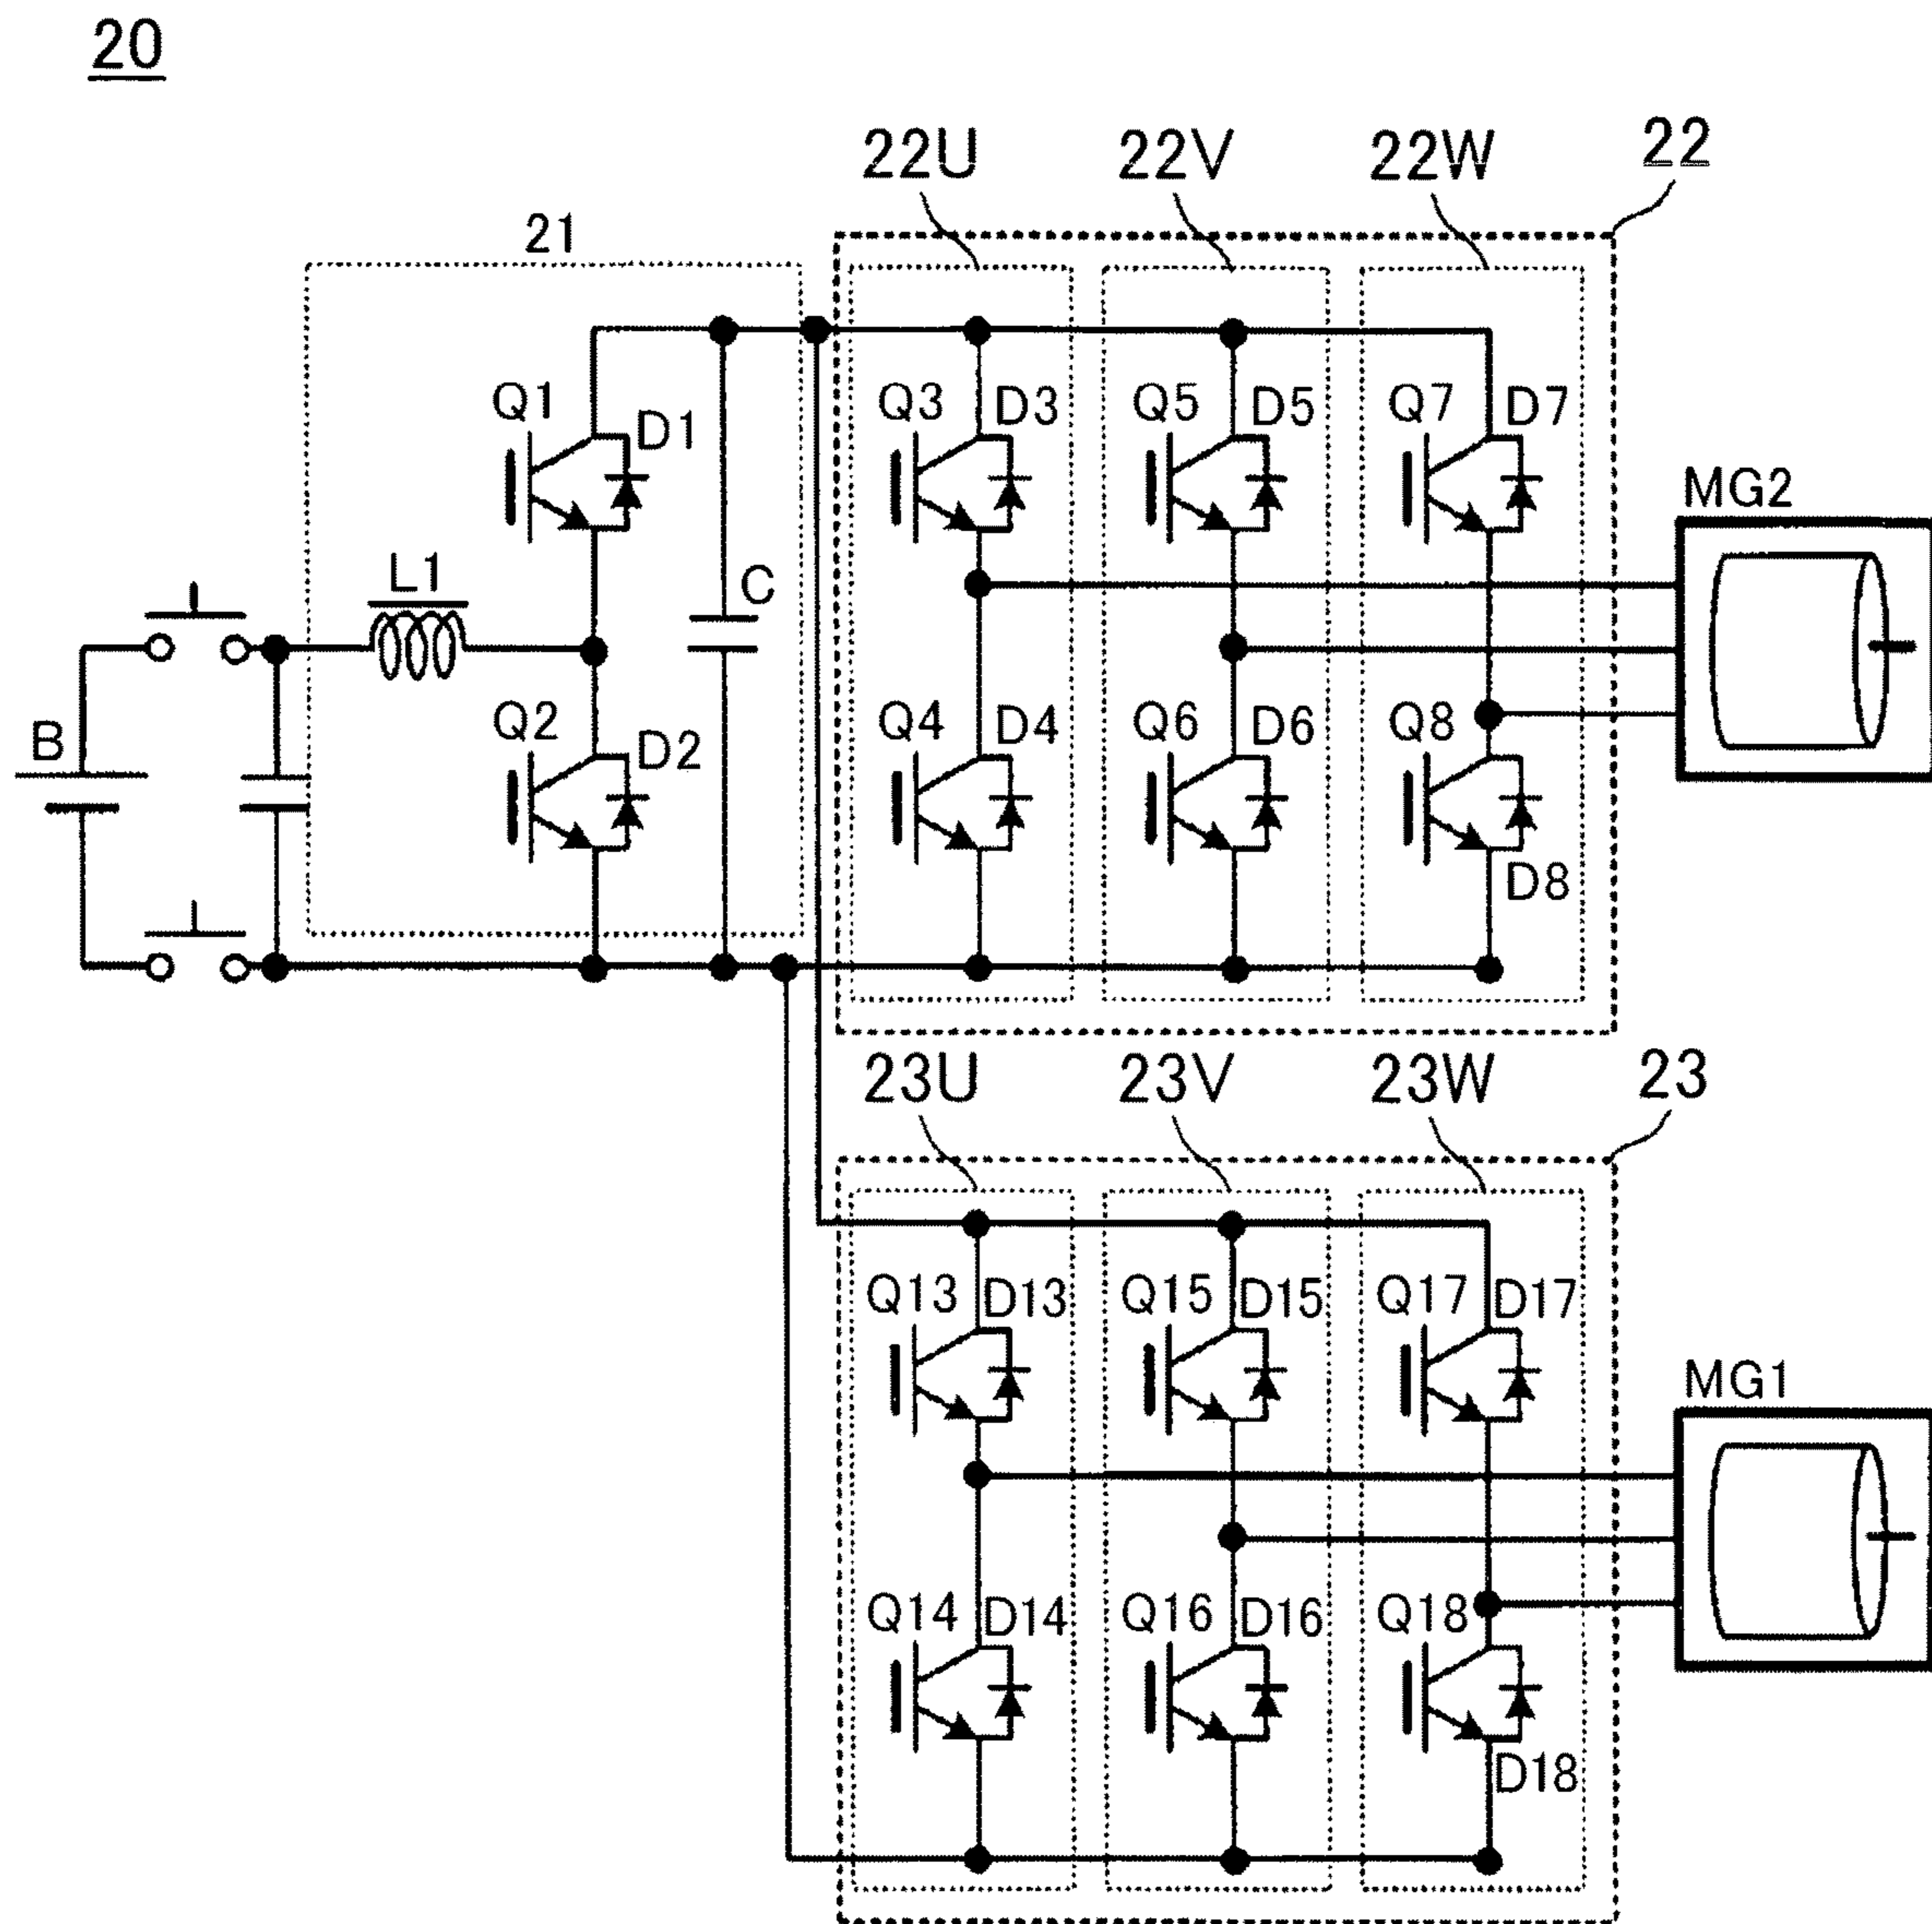 20
22U 22V 22W 22
21
Q1 D1 Q3 D3 Q5 D5 Q7 D7
MG2
L1 C
B Q2 D2 Q4 D4 Q6 D6 Q8
D8
23U 23V 23W 23
Q13 D13 Q15 D15 Q17 D17
MG1
Q14 D14 Q16 D16 Q18
D18